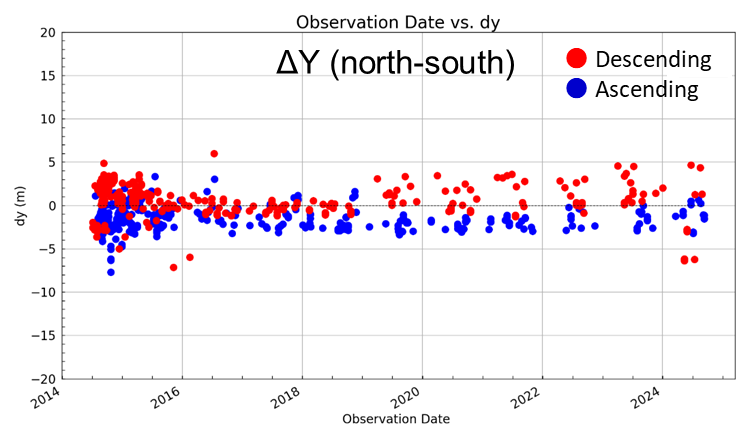 Observation Date vs. dy
ΔY (north-south)
Descending
Ascending
20
15
10
5
0
−5
−10
−15
−20
dy (m)
2014
2016
2018
2020
2022
2024
Observation Date